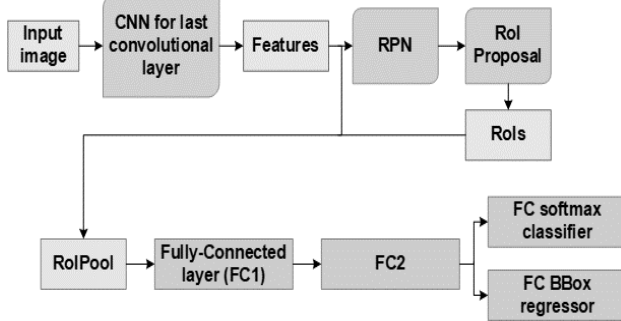 Input
image
CNN for last
convolutional
layer
Features
RPN
RoI
Proposal
RoIs
RoIPool
Fully-Connected
layer (FC1)
FC2
FC softmax
classifier
FC BBox
regressor